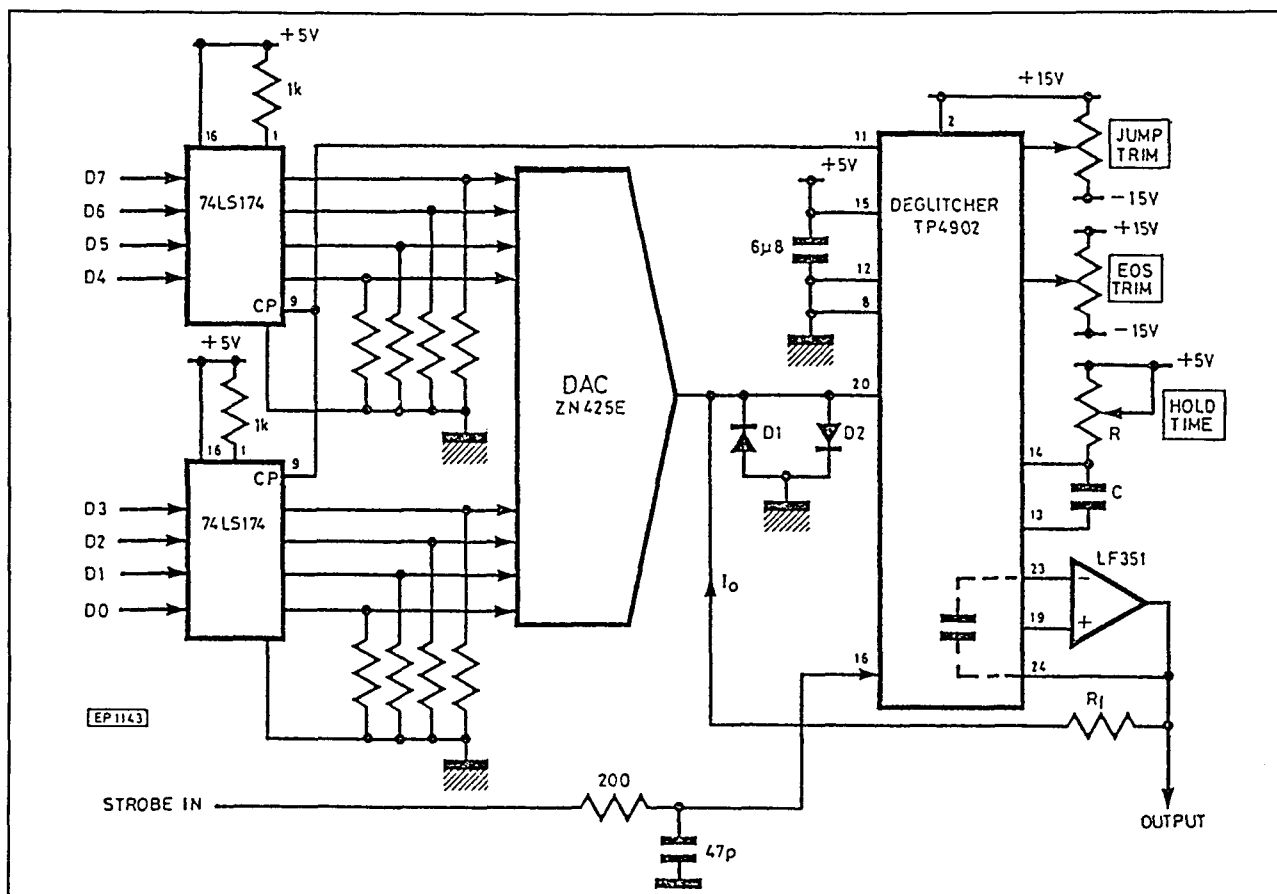 +5V
1k
16
1
D7
D6
D5
D4
74LS174
CP
9
+5V
1k
16
1
CP
9
D3
D2
D1
D0
74LS174
DAC
ZN425E
+15V
2
11
JUMP
TRIM
-15V
+5V
15
6µ8
12
8
DEGLITCHER
TP4902
+15V
EOS
TRIM
-15V
+5V
HOLD
TIME
R
14
C
13
20
D1
D2
Io
LF351
23
-
19
+
24
16
Rf
EP1143
STROBE IN
200
47p
OUTPUT